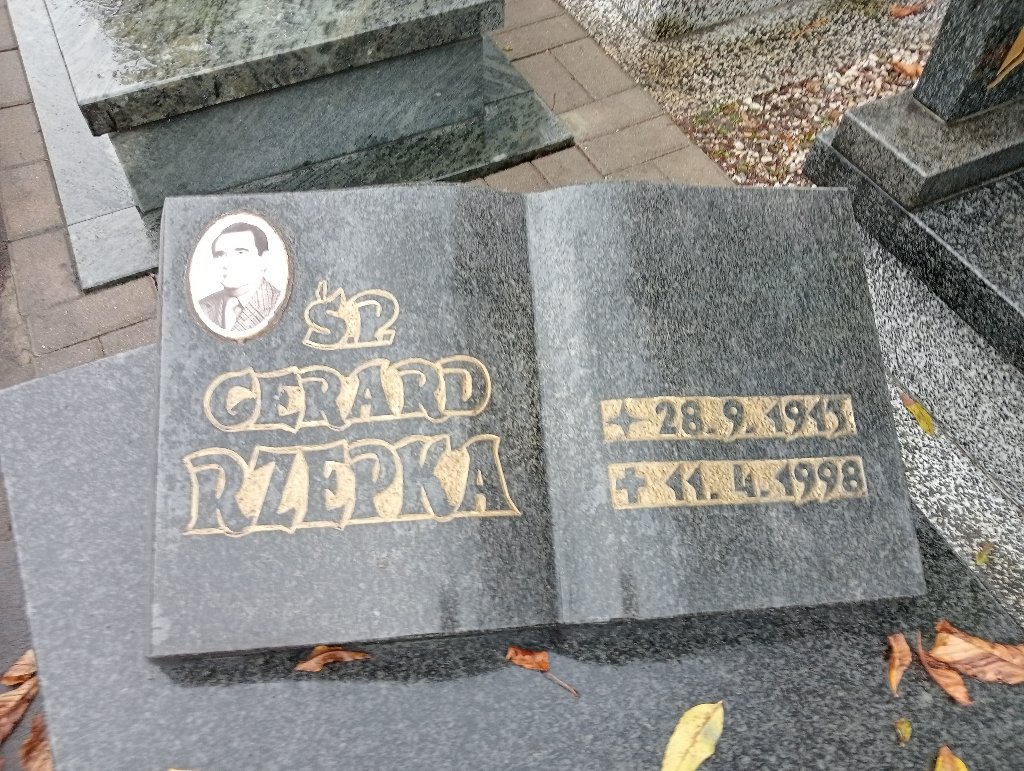 ŚP
GERARD
RZEPKA
28.9.1945
11.4.1998